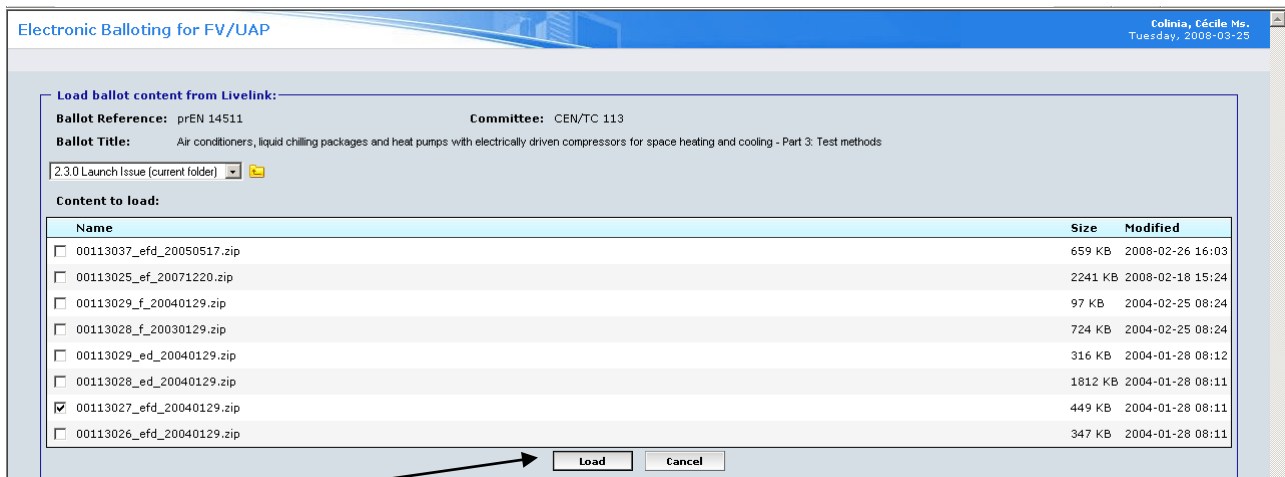 Electronic Balloting for FV/UAP
Colinia, Cécile Ms.
Tuesday, 2008-03-25
Load ballot content from Livelink:
Ballot Reference: prEN 14511 Committee: CEN/TC 113
Ballot Title: Air conditioners, liquid chilling packages and heat pumps with electrically driven compressors for space heating and cooling - Part 3: Test methods
2.3.0 Launch Issue (current folder)
Content to load:
Name Size Modified
00113037_efd_20050517.zip 659 KB 2008-02-26 16:03
00113025_ef_20071220.zip 2241 KB 2008-02-18 15:24
00113029_f_20040129.zip 97 KB 2004-02-25 08:24
00113028_f_20030129.zip 724 KB 2004-02-25 08:24
00113029_ed_20040129.zip 316 KB 2004-01-28 08:12
00113028_ed_20040129.zip 1812 KB 2004-01-28 08:11
00113027_efd_20040129.zip 449 KB 2004-01-28 08:11
00113026_efd_20040129.zip 347 KB 2004-01-28 08:11
Load Cancel